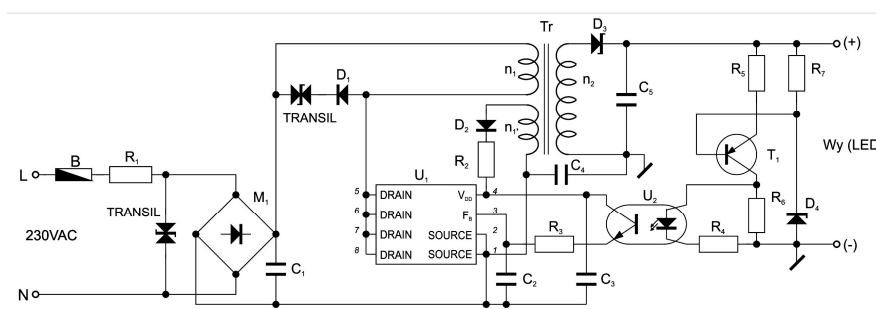 Tr
D3
n1
n2
C5
R5
R7
(+)
D1
TRANSIL
D2
n1'
R2
C4
T1
Wy (LED
L
B
R1
M1
U1
5 DRAIN VDD 4
6 DRAIN FB 3
7 DRAIN SOURCE 2
8 DRAIN SOURCE 1
U2
R6
D4
TRANSIL
230VAC
R3
R4
(-)
C1
C2
C3
N